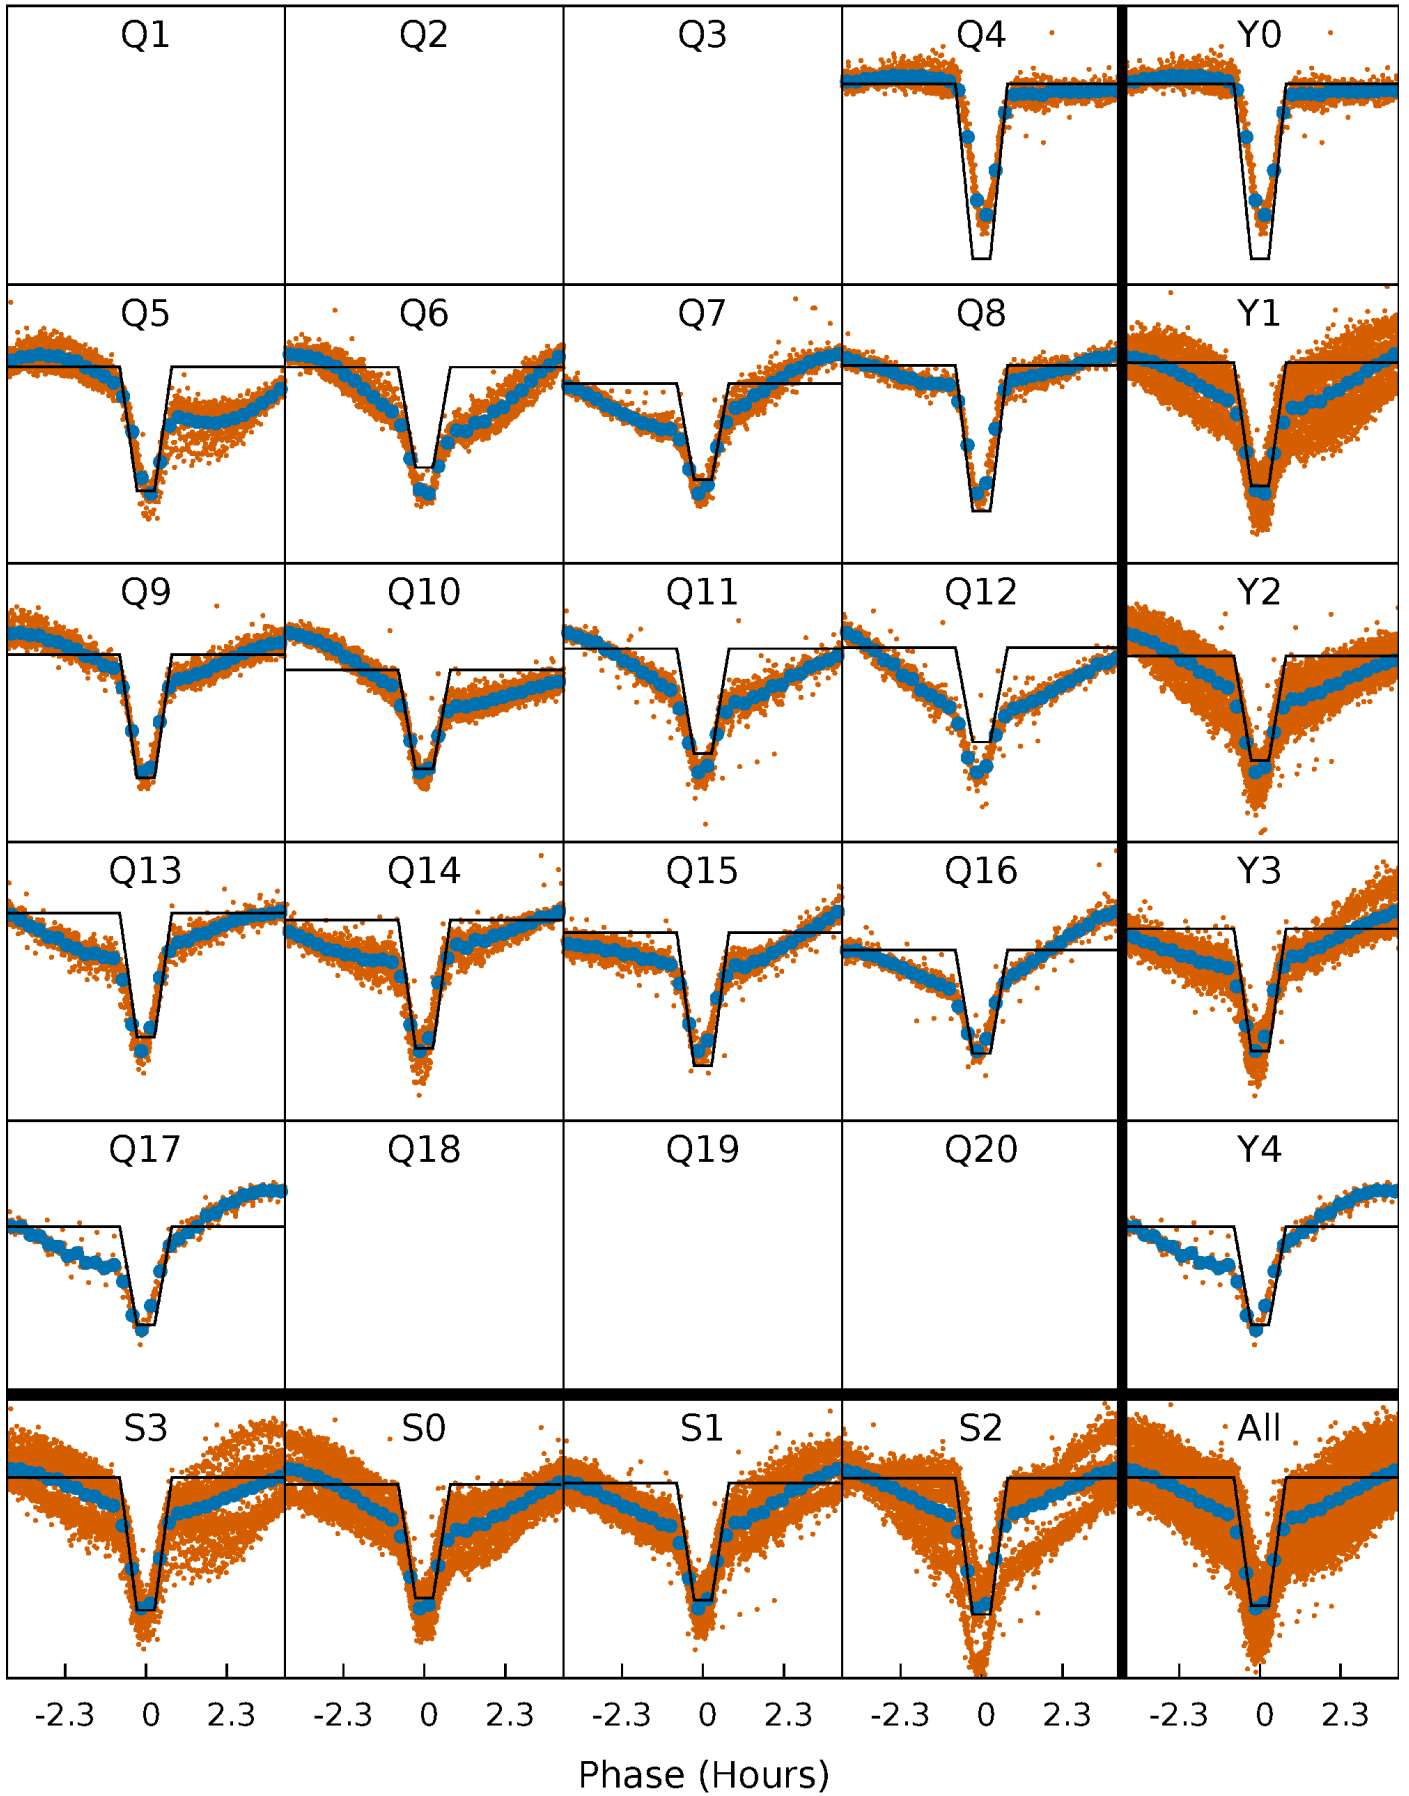 Q1 Q2 Q3 Q4 Y0
Q5 Q6 Q7 Q8 Y1
Q9 Q10 Q11 Q12 Y2
Q13 Q14 Q15 Q16 Y3
Q17 Q18 Q19 Q20 Y4
S3 S0 S1 S2 All
-2.3 0 2.3 -2.3 0 2.3 -2.3 0 2.3 -2.3 0 2.3 -2.3 0 2.3
Phase (Hours)